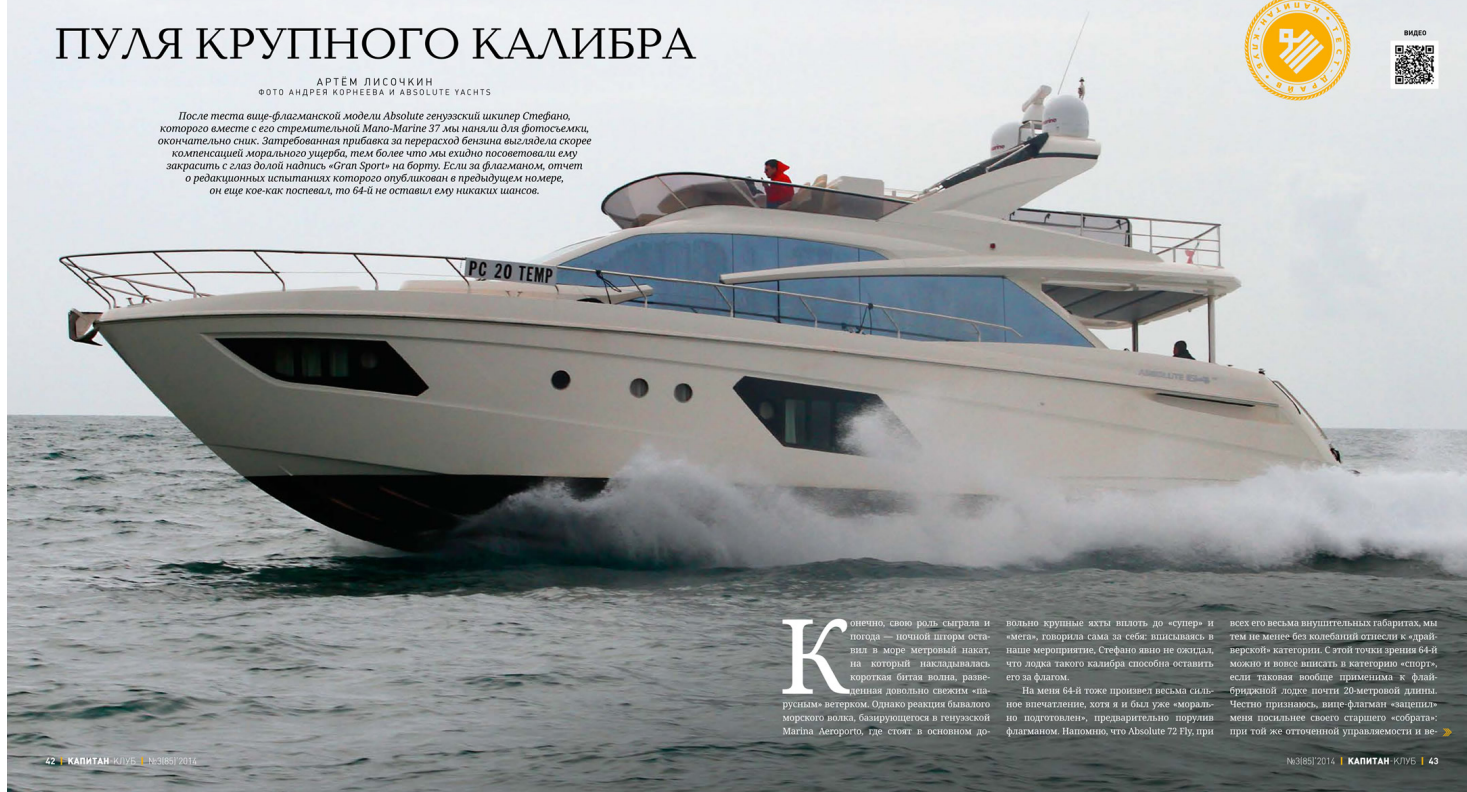 ПУЛЯ КРУПНОГО КАЛИБРА
АРТЁМ ЛИСОЧКИН
ФОТО АНДРЕЯ КОРНЕЕВА И ABSOLUTE YACHTS
После теста вице-флагманской модели Absolute генуэзский шкипер Стефано,
которого вместе с его стремительной Mano-Marine 37 мы наняли для фотосъемки,
окончательно сник. Затребованная прибавка за перерасход бензина выглядела скорее
компенсацией морального ущерба, тем более что мы ехидно посоветовали ему
закрасить с глаз долой надпись «Gran Sport» на борту. Если за флагманом, отчет
о редакционных испытаниях которого опубликован в предыдущем номере,
он еще кое-как поспевал, то 64-й не оставил ему никаких шансов.
КАПИТАН • ТЕСТ-ДРАЙВ • КЛУБ •
ВИДЕО
PC 20 TEMP
ABSOLUTE 64
Конечно, свою роль сыграла и
погода — ночной шторм оста-
вил в море метровый накат,
на который накладывалась
короткая битая волна, разве-
денная довольно свежим «па-
русным» ветерком. Однако реакция бывалого
морского волка, базирующегося в генуэзской
Marina Aeroporto, где стоят в основном до-
вольно крупные яхты вплоть до «супер» и
«мега», говорила сама за себя: вписываясь в
наше мероприятие, Стефано явно не ожидал,
что лодка такого калибра способна оставить
его за флагом.
На меня 64-й тоже произвел весьма силь-
ное впечатление, хотя я и был уже «мораль-
но подготовлен», предварительно порулив
флагманом. Напомню, что Absolute 72 Fly, при
всех его весьма внушительных габаритах, мы
тем не менее без колебаний отнесли к «драй-
верской» категории. С этой точки зрения 64-й
можно и вовсе вписать в категорию «спорт»,
если таковая вообще применима к флай-
бриджной лодке почти 20-метровой длины.
Честно признаюсь, вице-флагман «зацепил»
меня посильнее своего старшего «собрата»:
при той же отточенной управляемости и ве-
42 | КАПИТАН-КЛУБ | №3(85)'2014
№3(85)'2014 | КАПИТАН-КЛУБ | 43